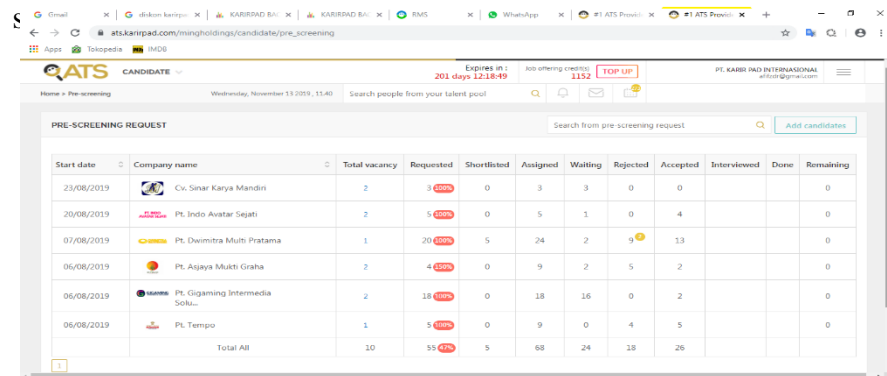 S
Gmail
diskon karirpa
KARIRPAD BAC
KARIRPAD BAC
RMS
WhatsApp
#1 ATS Provide
#1 ATS Provide
ats.karirpad.com/mingholdings/candidate/pre_screening
Apps Tokopedia IMDB
ATS CANDIDATE
Expires in :
201 days 12:18:49
Job offering credit(s)
1152
TOP UP
PT. KARIR PAD INTERNASIONAL
Home > Pre-screening
Wednesday, November 13 2019 , 11.40
Search people from your talent pool
PRE-SCREENING REQUEST
Search from pre-screening request
Add candidates
Start date Company name Total vacancy Requested Shortlisted Assigned Waiting Rejected Accepted Interviewed Done Remaining
23/08/2019 Cv. Sinar Karya Mandiri 2 3 100% 0 3 3 0 0 0
20/08/2019 Pt. Indo Avatar Sejati 2 5 100% 0 5 1 0 4 0
07/08/2019 Pt. Dwimitra Multi Pratama 1 20 100% 5 24 2 9 13 0
06/08/2019 Pt. Asjaya Mukti Graha 2 4 150% 0 9 2 5 2 0
06/08/2019 Pt. Gigaming Intermedia Solu... 2 18 100% 0 18 16 0 2 0
06/08/2019 Pt. Tempo 1 5 100% 0 9 0 4 5 0
Total All 10 55 47% 5 68 24 18 26
1